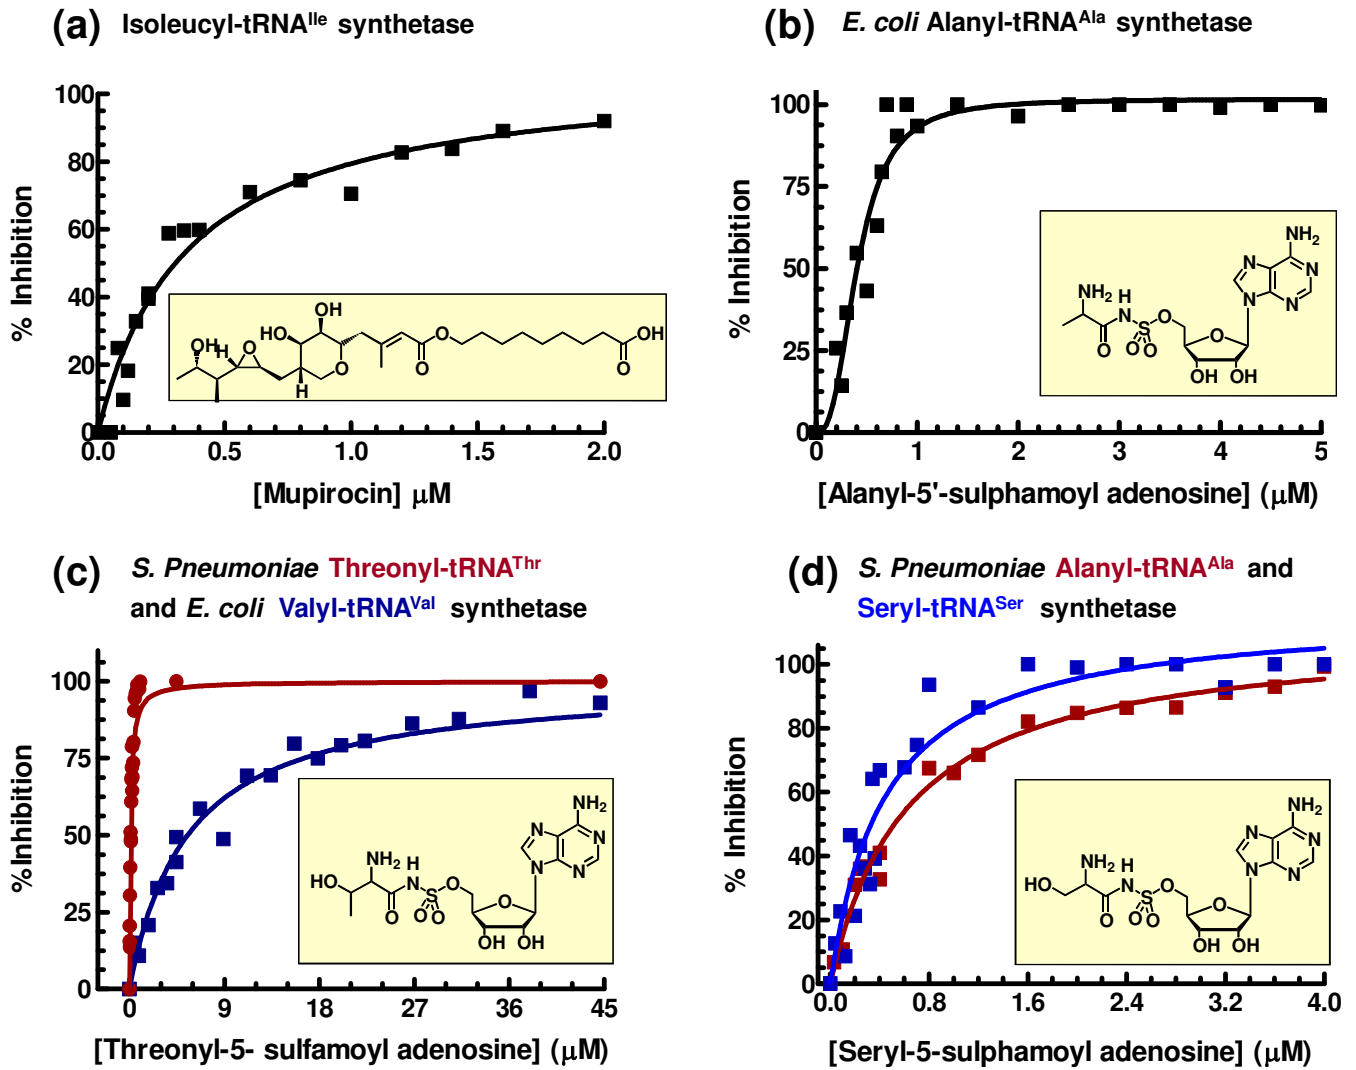 (a) Isoleucyl-tRNAIle synthetase
100
80
60
40
20
0
% Inhibition
0.0 0.5 1.0 1.5 2.0
[Mupirocin] μM
OH
H
O
HO
OH
O
H
O
O
OH
O
(b) E. coli Alanyl-tRNAAla synthetase
100
75
50
25
0
% Inhibition
0 1 2 3 4 5
[Alanyl-5'-sulphamoyl adenosine] (μM)
NH2
N
N
N
N
NH2
H
N
O
S
O
O
O
O
OH OH
(c) S. Pneumoniae Threonyl-tRNAThr
and E. coli Valyl-tRNAVal synthetase
100
75
50
25
0
% Inhibition
0 9 18 27 36 45
[Threonyl-5- sulfamoyl adenosine] (μM)
NH2
N
N
N
N
NH2
H
HO
N
O
S
O
O
O
O
OH OH
(d) S. Pneumoniae Alanyl-tRNAAla and
Seryl-tRNASer synthetase
100
80
60
40
20
0
% Inhibition
0.0 0.8 1.6 2.4 3.2 4.0
[Seryl-5-sulphamoyl adenosine] (μM)
NH2
N
N
N
N
NH2
H
HO
N
O
S
O
O
O
O
OH OH